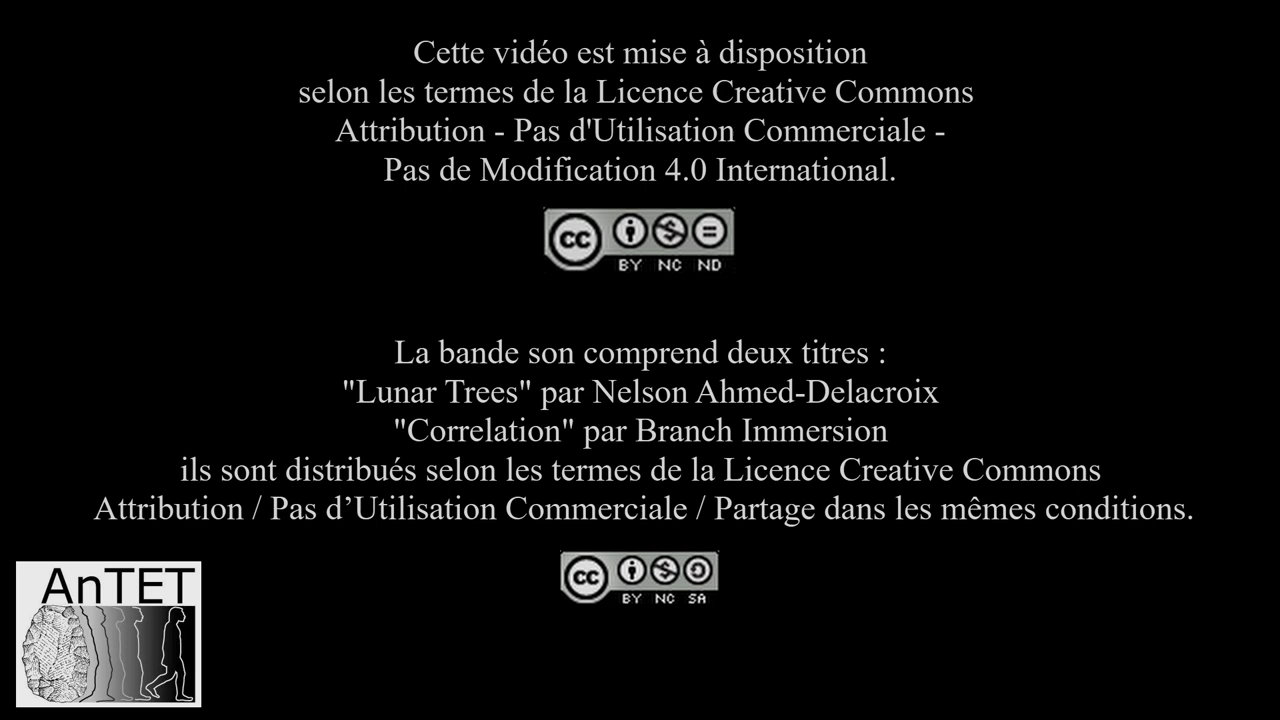 Cette vidéo est mise à disposition
selon les termes de la Licence Creative Commons
Attribution - Pas d'Utilisation Commerciale -
Pas de Modification 4.0 International.
cc
BY NC ND
La bande son comprend deux titres :
"Lunar Trees" par Nelson Ahmed-Delacroix
"Correlation" par Branch Immersion
ils sont distribués selon les termes de la Licence Creative Commons
Attribution / Pas d’Utilisation Commerciale / Partage dans les mêmes conditions.
cc
BY NC SA
AnTET